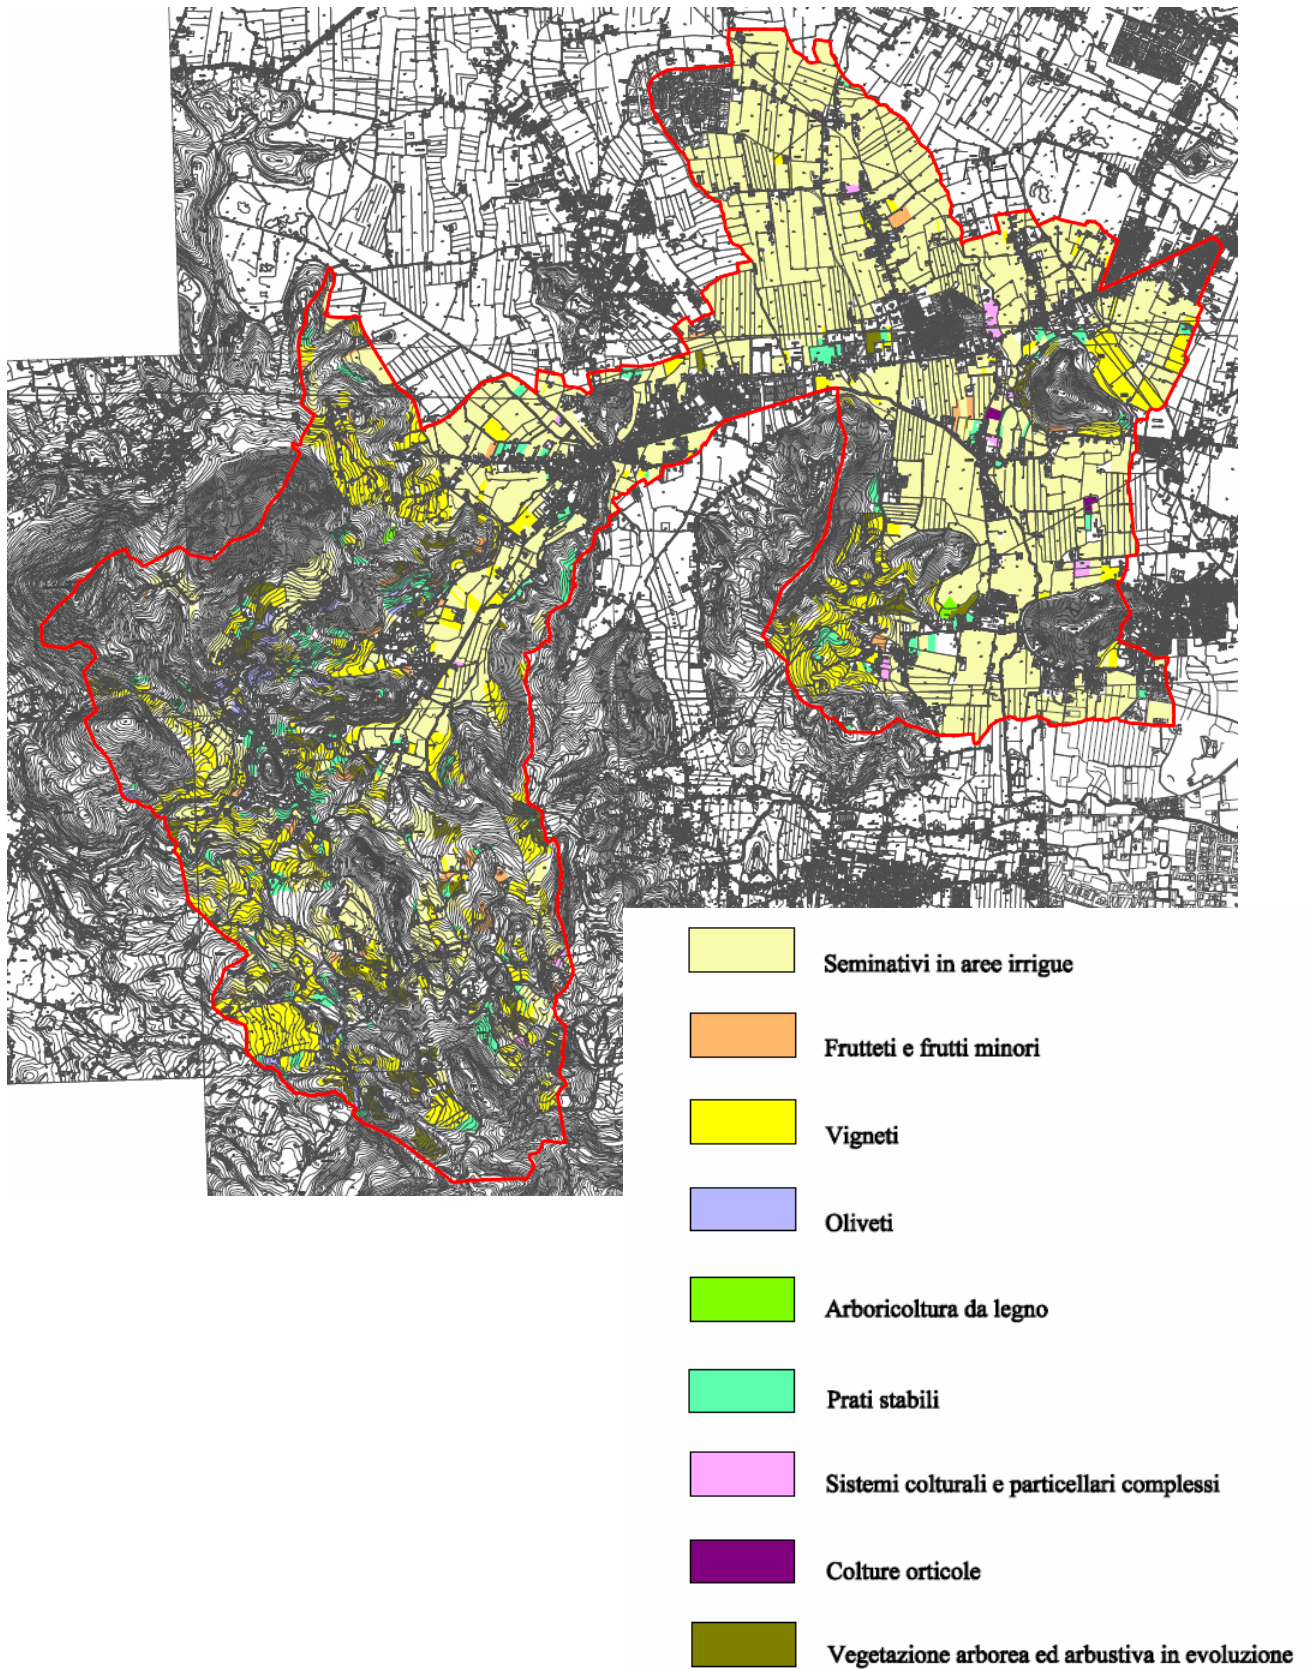 Seminativi in aree irrigue
Frutteti e frutti minori
Vigneti
Oliveti
Arboricoltura da legno
Prati stabili
Sistemi colturali e particellari complessi
Colture orticole
Vegetazione arborea ed arbustiva in evoluzione